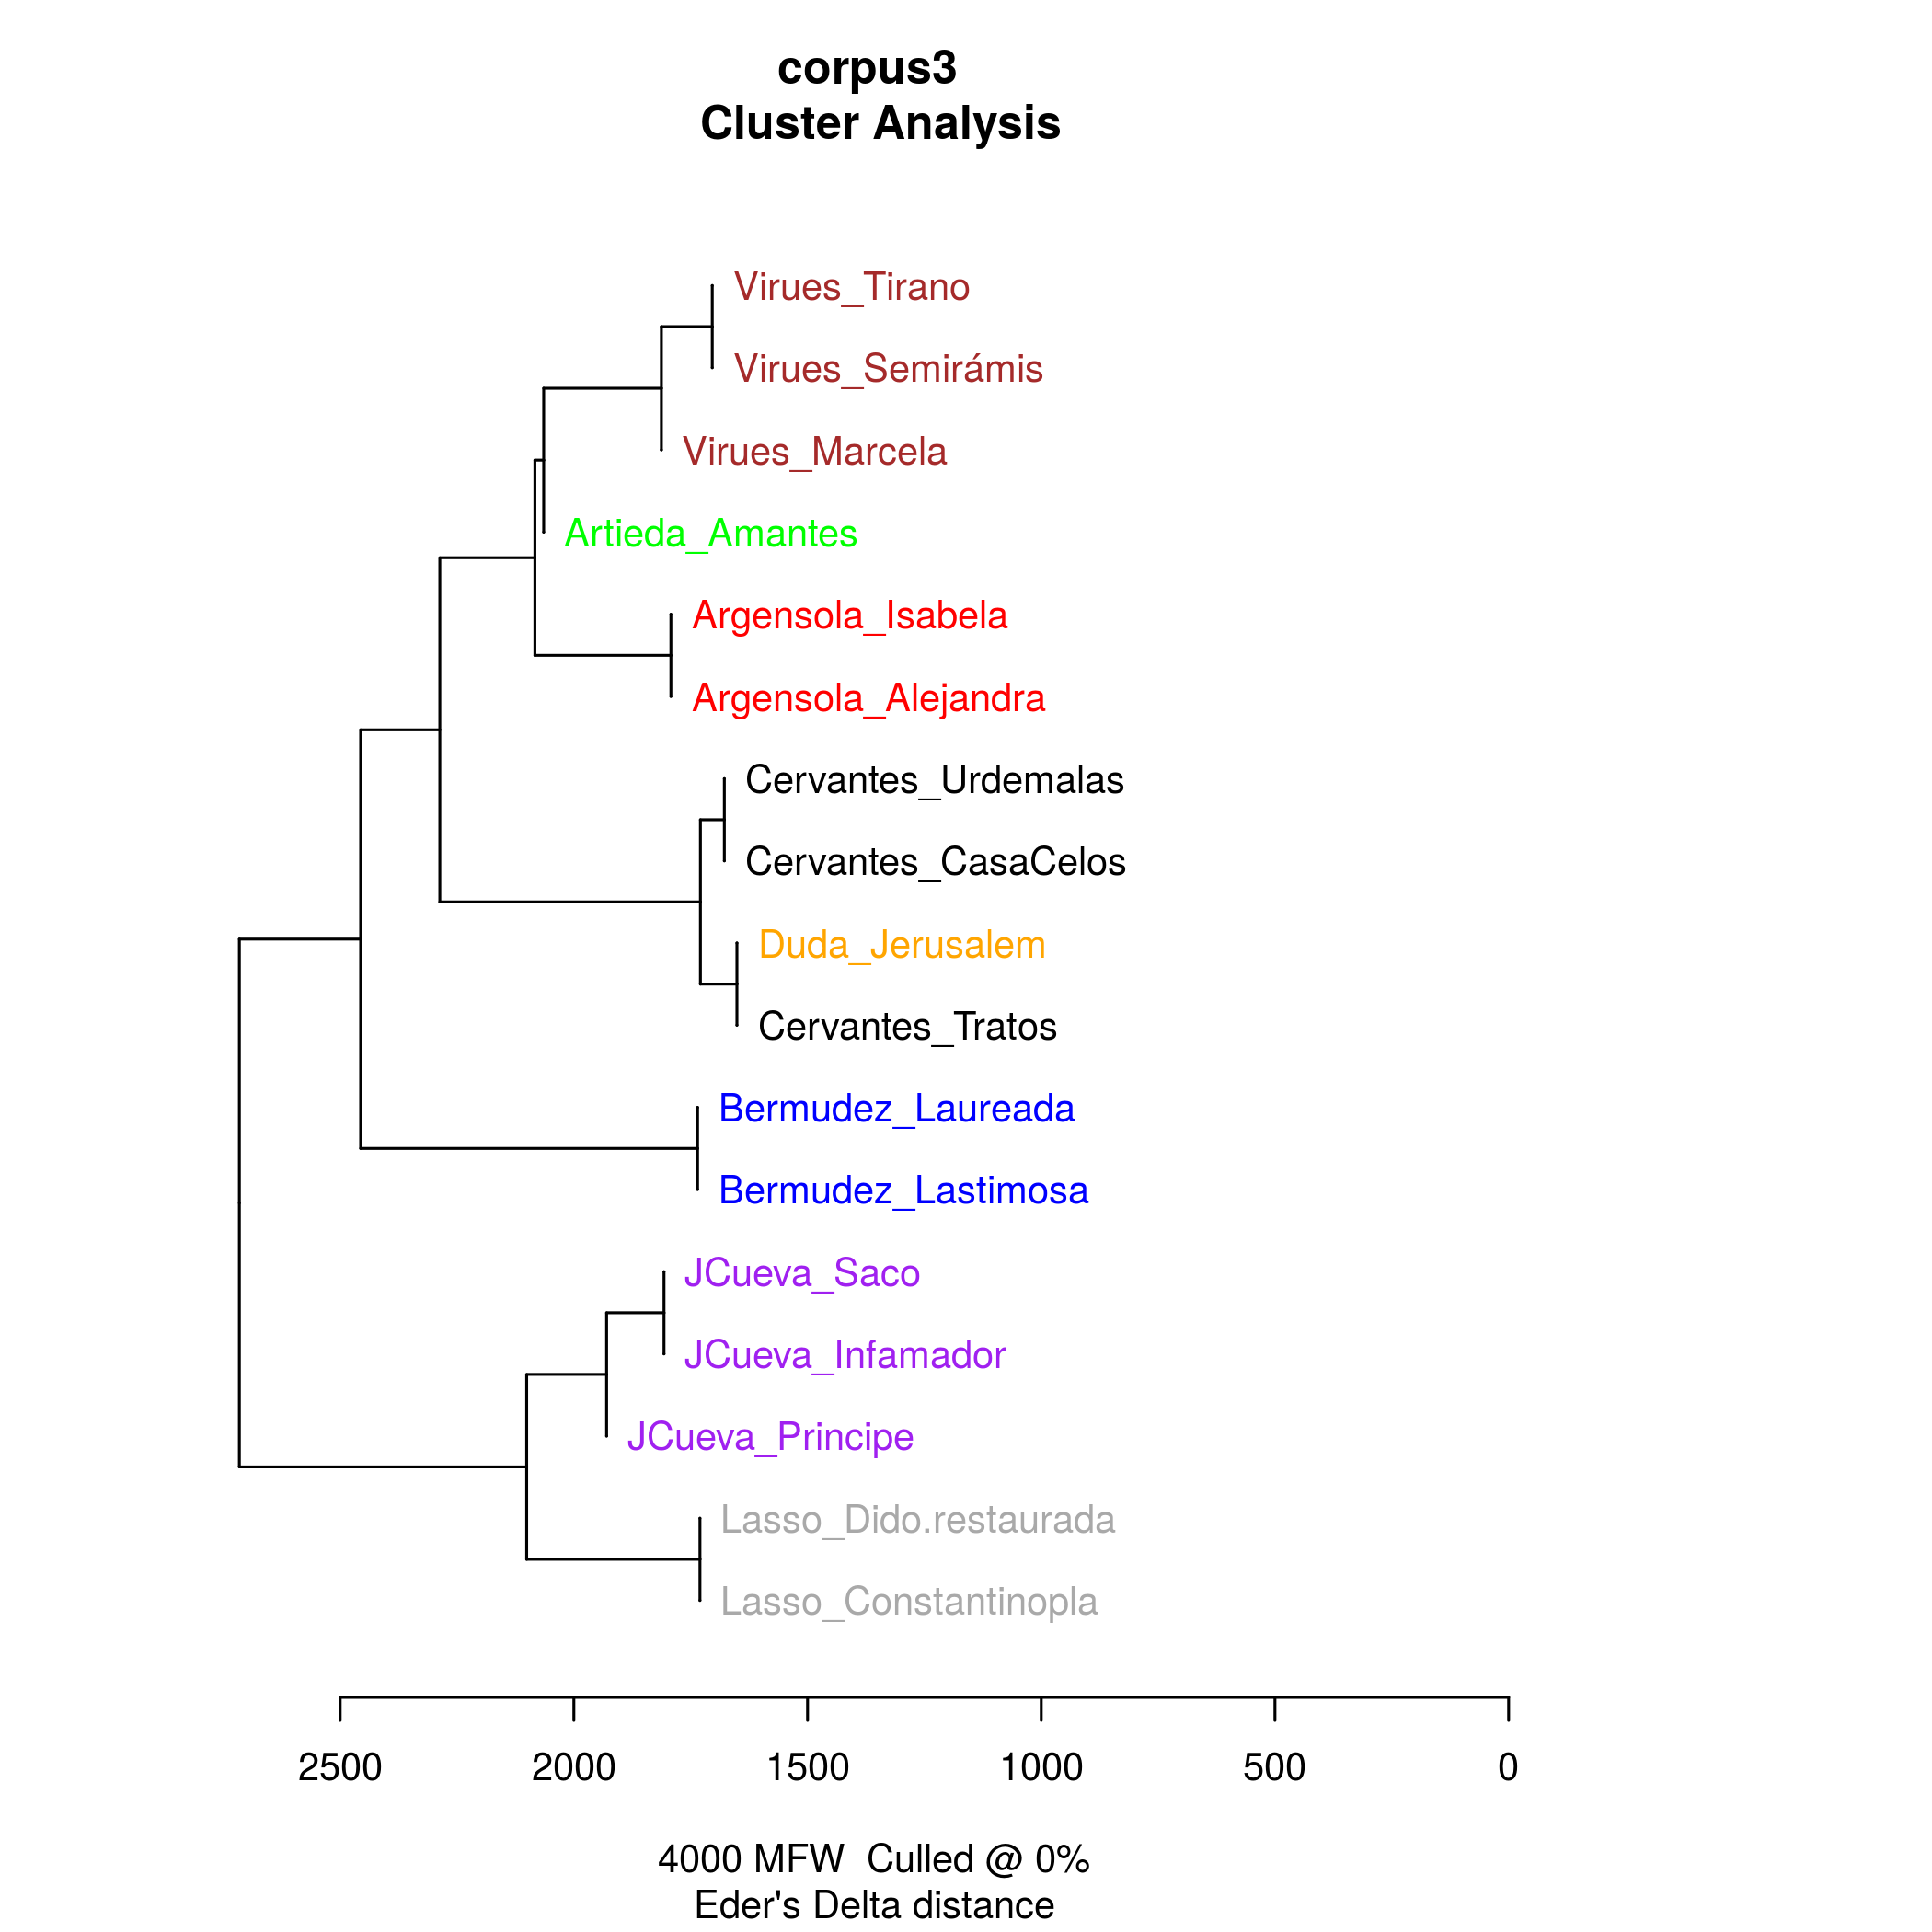 corpus3
Cluster Analysis
Virues_Tirano
Virues_Semirámis
Virues_Marcela
Artieda_Amantes
Argensola_Isabela
Argensola_Alejandra
Cervantes_Urdemalas
Cervantes_CasaCelos
Duda_Jerusalem
Cervantes_Tratos
Bermudez_Laureada
Bermudez_Lastimosa
JCueva_Saco
JCueva_Infamador
JCueva_Principe
Lasso_Dido.restaurada
Lasso_Constantinopla
2500 2000 1500 1000 500 0
4000 MFW  Culled @ 0%
Eder's Delta distance